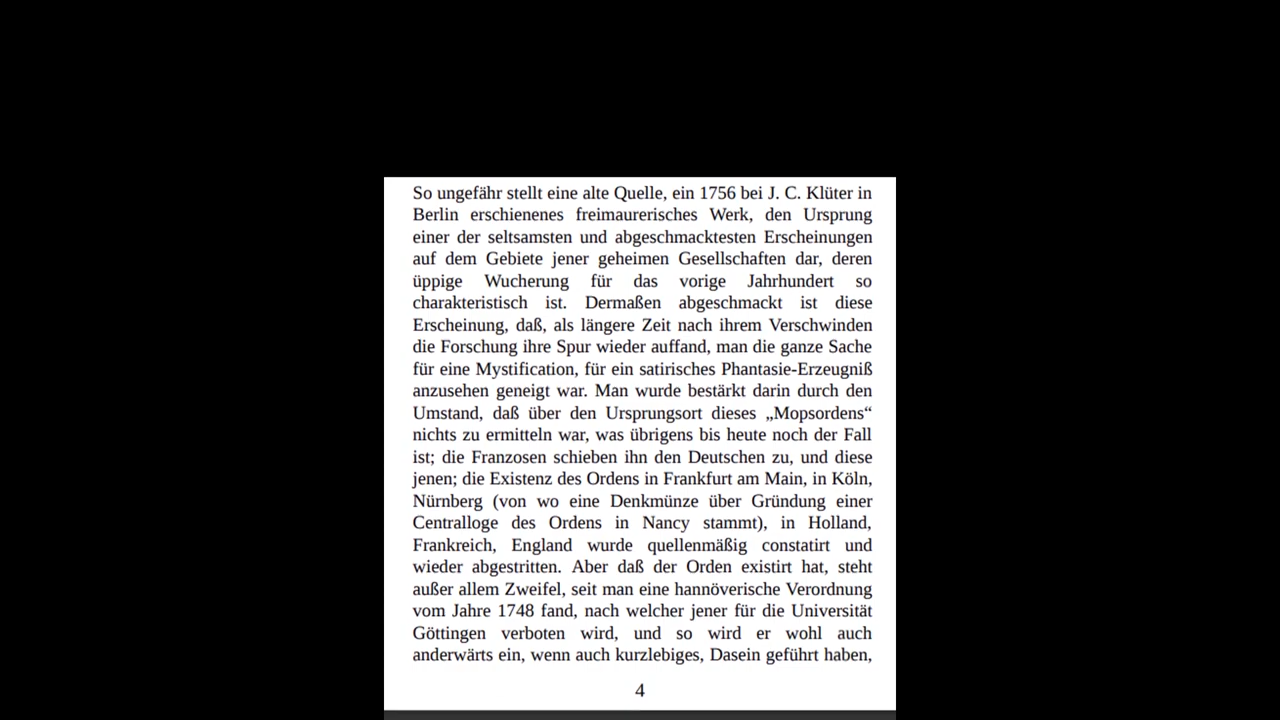 So ungefähr stellt eine alte Quelle, ein 1756 bei J. C. Klüter in
Berlin erschienenes freimaurerisches Werk, den Ursprung
einer der seltsamsten und abgeschmacktesten Erscheinungen
auf dem Gebiete jener geheimen Gesellschaften dar, deren
üppige Wucherung für das vorige Jahrhundert so
charakteristisch ist. Dermaßen abgeschmackt ist diese
Erscheinung, daß, als längere Zeit nach ihrem Verschwinden
die Forschung ihre Spur wieder auffand, man die ganze Sache
für eine Mystification, für ein satirisches Phantasie-Erzeugniß
anzusehen geneigt war. Man wurde bestärkt darin durch den
Umstand, daß über den Ursprungsort dieses „Mopsordens“
nichts zu ermitteln war, was übrigens bis heute noch der Fall
ist; die Franzosen schieben ihn den Deutschen zu, und diese
jenen; die Existenz des Ordens in Frankfurt am Main, in Köln,
Nürnberg (von wo eine Denkmünze über Gründung einer
Centralloge des Ordens in Nancy stammt), in Holland,
Frankreich, England wurde quellenmäßig constatirt und
wieder abgestritten. Aber daß der Orden existirt hat, steht
außer allem Zweifel, seit man eine hannöverische Verordnung
vom Jahre 1748 fand, nach welcher jener für die Universität
Göttingen verboten wird, und so wird er wohl auch
anderwärts ein, wenn auch kurzlebiges, Dasein geführt haben,
4